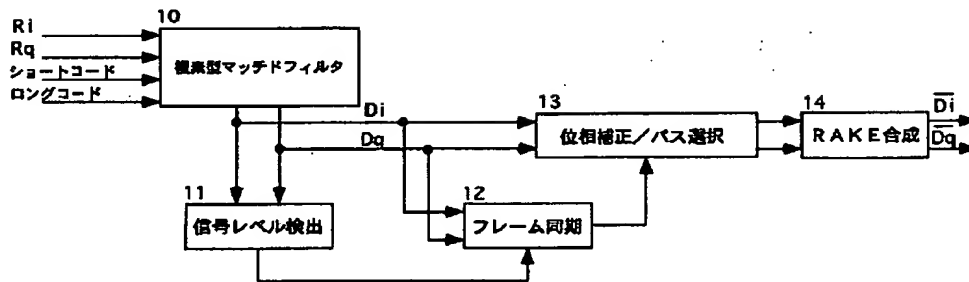 10
Ri
Rq
ショートコード
ロングコード
複素型マッチドフィルタ
Di
Dq
13
位相補正/パス選択
14
RAKE合成
Di
Dq
11
信号レベル検出
12
フレーム同期